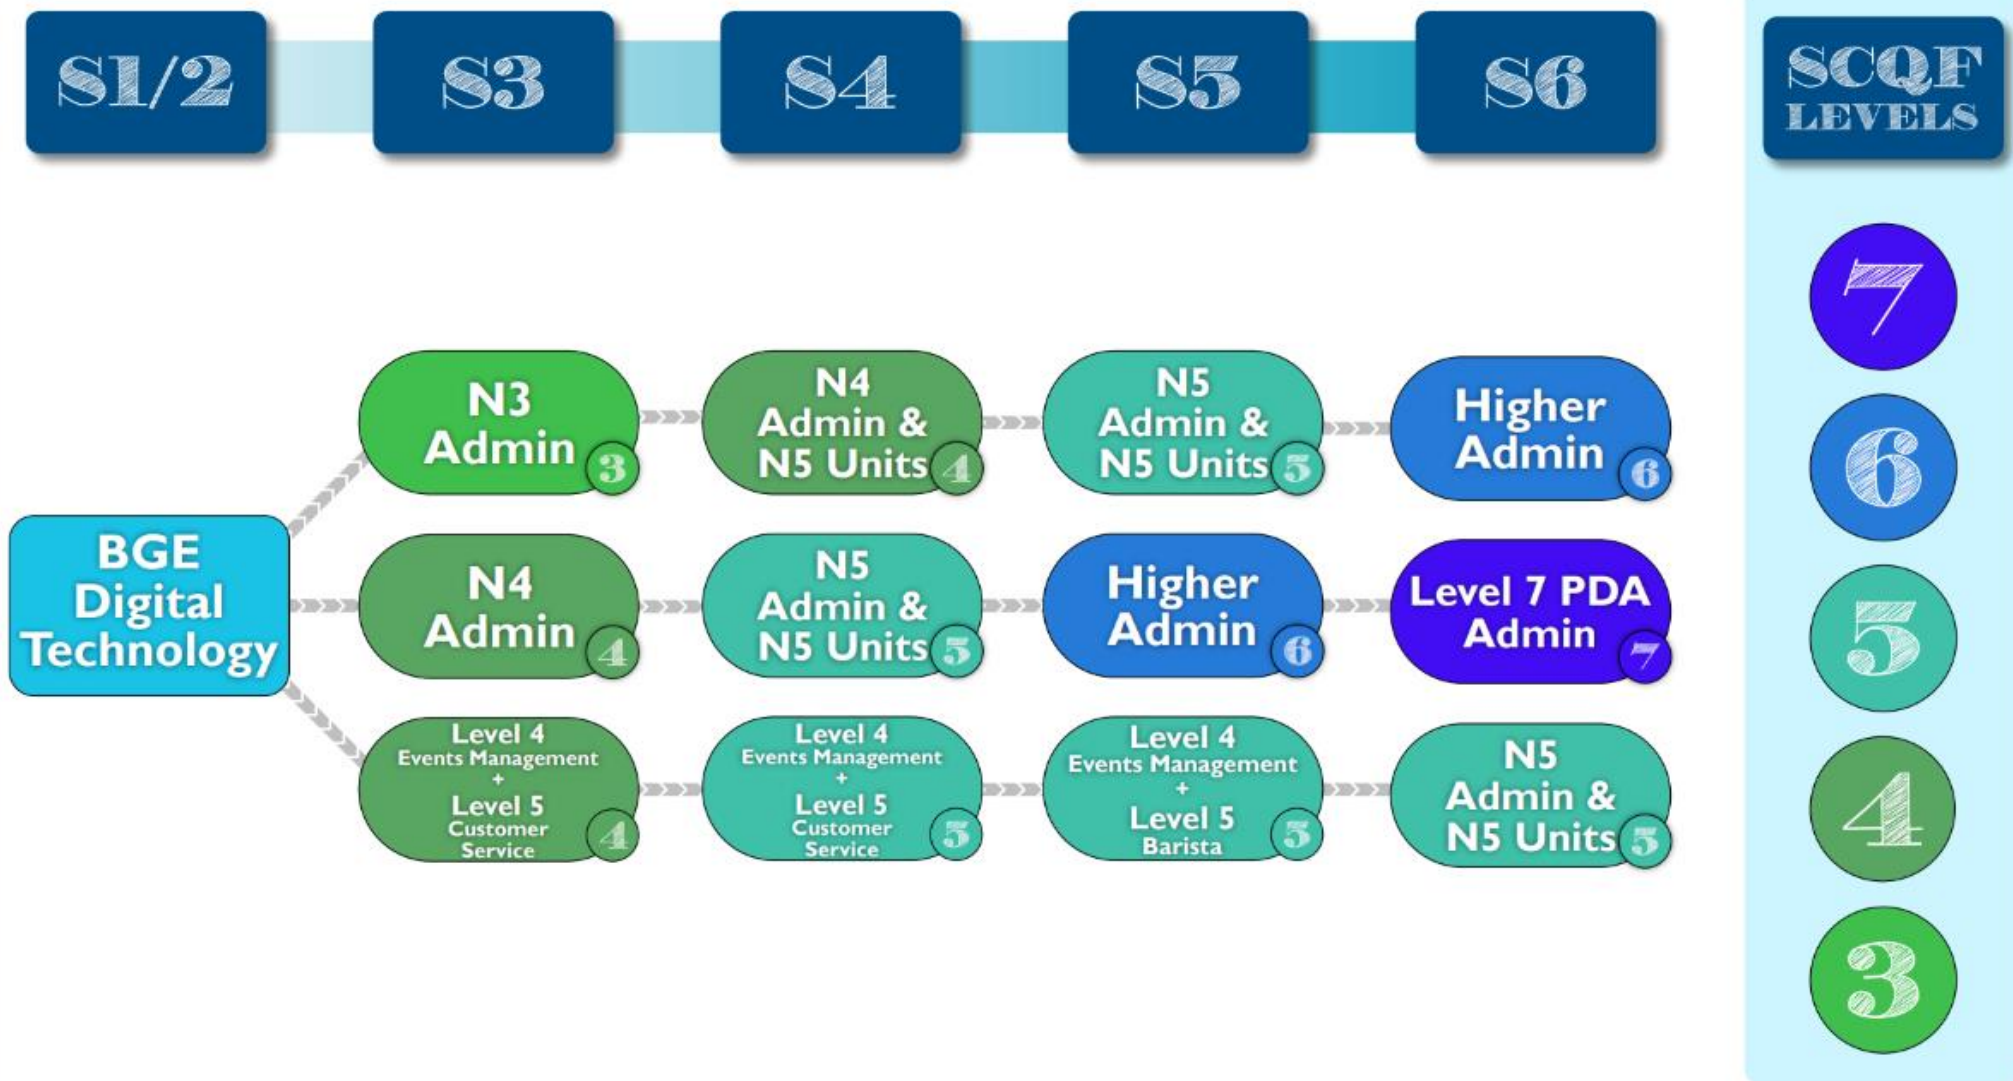 S1/2
S3
S4
S5
S6
SCQF
LEVELS
7
6
5
4
3
BGE
Digital
Technology
N3
Admin
3
N4
Admin &
N5 Units
4
N5
Admin &
N5 Units
5
Higher
Admin
6
N4
Admin
4
N5
Admin &
N5 Units
5
Higher
Admin
6
Level 7 PDA
Admin
7
Level 4
Events Management
+
Level 5
Customer
Service
4
Level 4
Events Management
+
Level 5
Customer
Service
5
Level 4
Events Management
+
Level 5
Barista
5
N5
Admin &
N5 Units
5